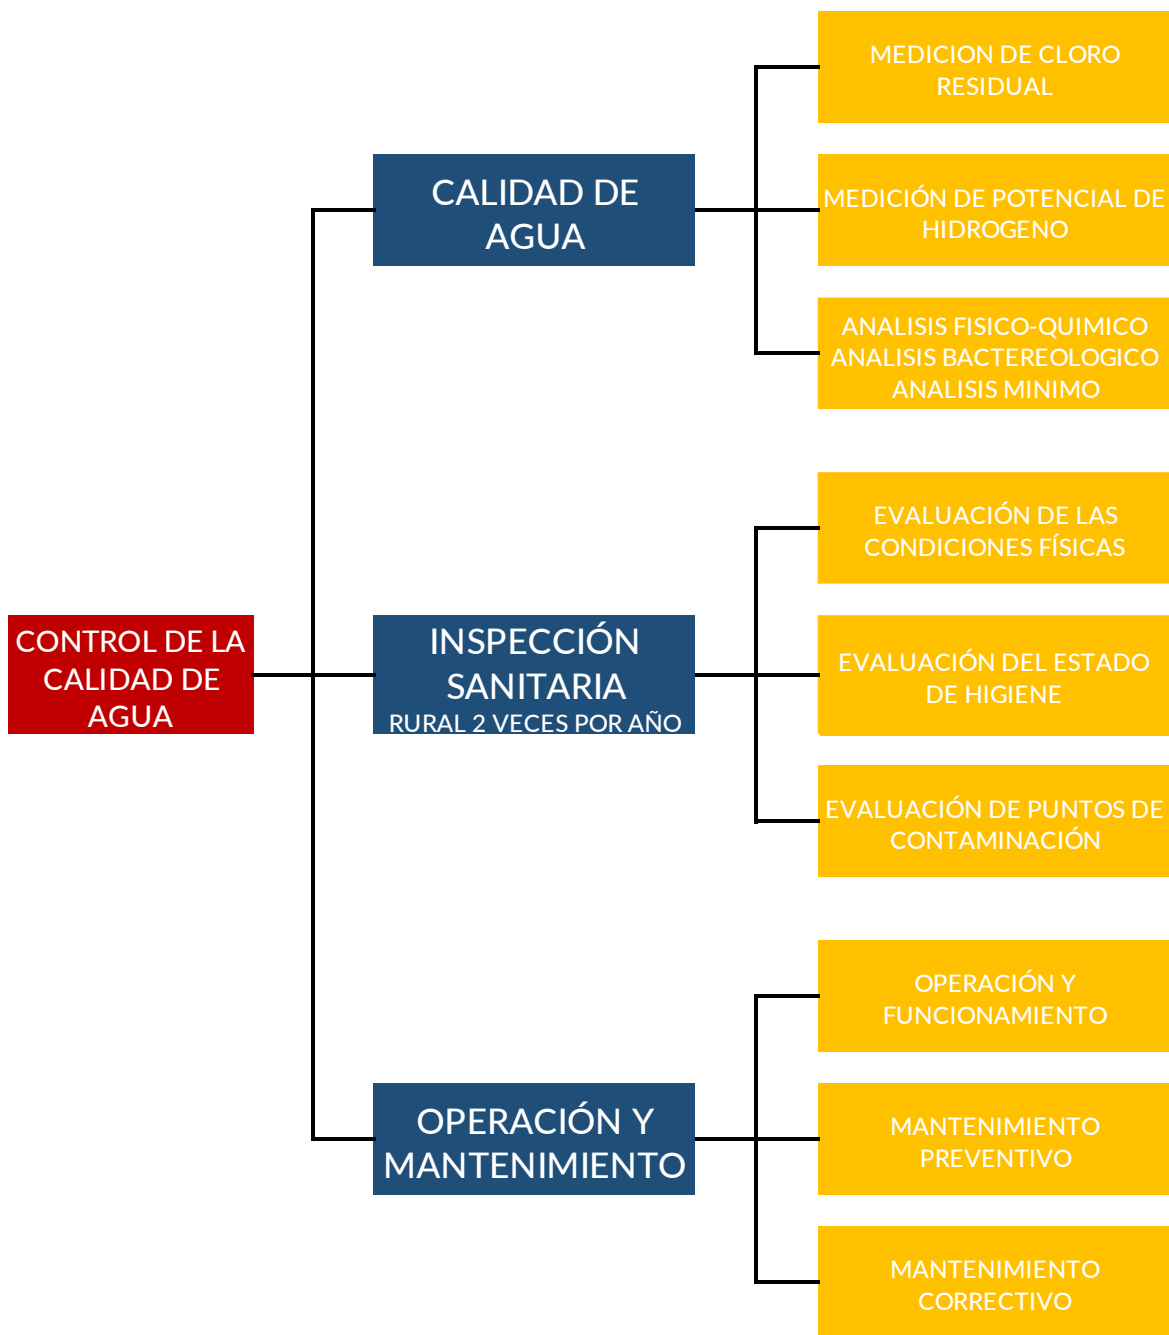 MEDICION DE CLORO
RESIDUAL
CALIDAD DE
AGUA
MEDICIÓN DE POTENCIAL DE
HIDROGENO
ANALISIS FISICO-QUIMICO
ANALISIS BACTEREOLOGICO
ANALISIS MINIMO
EVALUACIÓN DE LAS
CONDICIONES FÍSICAS
CONTROL DE LA
CALIDAD DE
AGUA
INSPECCIÓN
SANITARIA
RURAL 2 VECES POR AÑO
EVALUACIÓN DEL ESTADO
DE HIGIENE
EVALUACIÓN DE PUNTOS DE
CONTAMINACIÓN
OPERACIÓN Y
FUNCIONAMIENTO
OPERACIÓN Y
MANTENIMIENTO
MANTENIMIENTO
PREVENTIVO
MANTENIMIENTO
CORRECTIVO